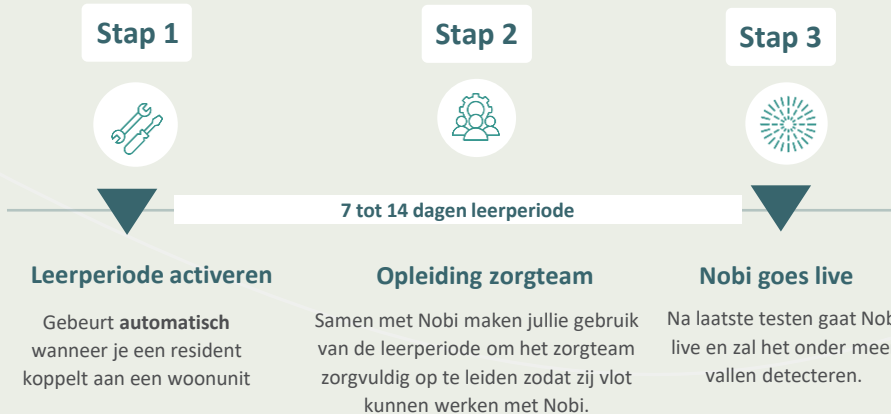 Stap 1
Stap 2
Stap 3
7 tot 14 dagen leerperiode
Leerperiode activeren
Gebeurt automatisch
wanneer je een resident
koppelt aan een woonunit
Opleiding zorgteam
Samen met Nobi maken jullie gebruik
van de leerperiode om het zorgteam
zorgvuldig op te leiden zodat zij vlot
kunnen werken met Nobi.
Nobi goes live
Na laatste testen gaat Nob
live en zal het onder mee
vallen detecteren.